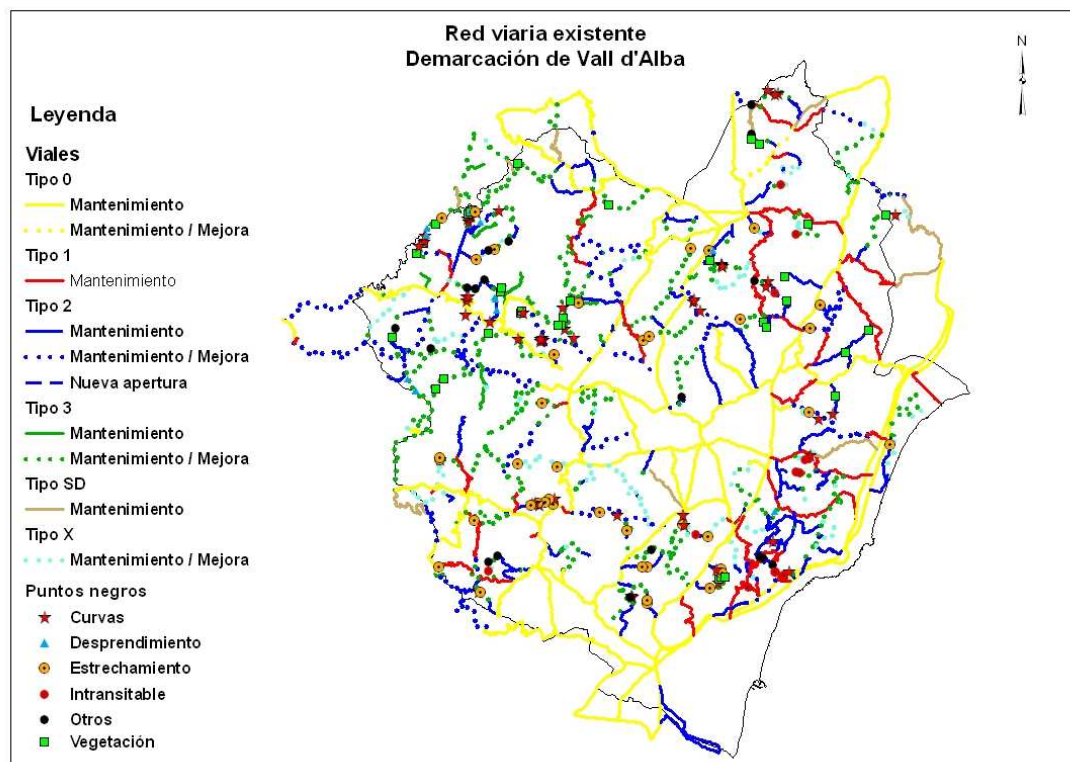 Red viaria existente
Demarcación de Vall d'Alba
N
Leyenda
Viales
Tipo 0
Mantenimiento
Mantenimiento / Mejora
Tipo 1
Mantenimiento
Tipo 2
Mantenimiento
Mantenimiento / Mejora
Nueva apertura
Tipo 3
Mantenimiento
Mantenimiento / Mejora
Tipo SD
Mantenimiento
Tipo X
Mantenimiento / Mejora
Puntos negros
Curvas
Desprendimiento
Estrechamiento
Intransitable
Otros
Vegetación